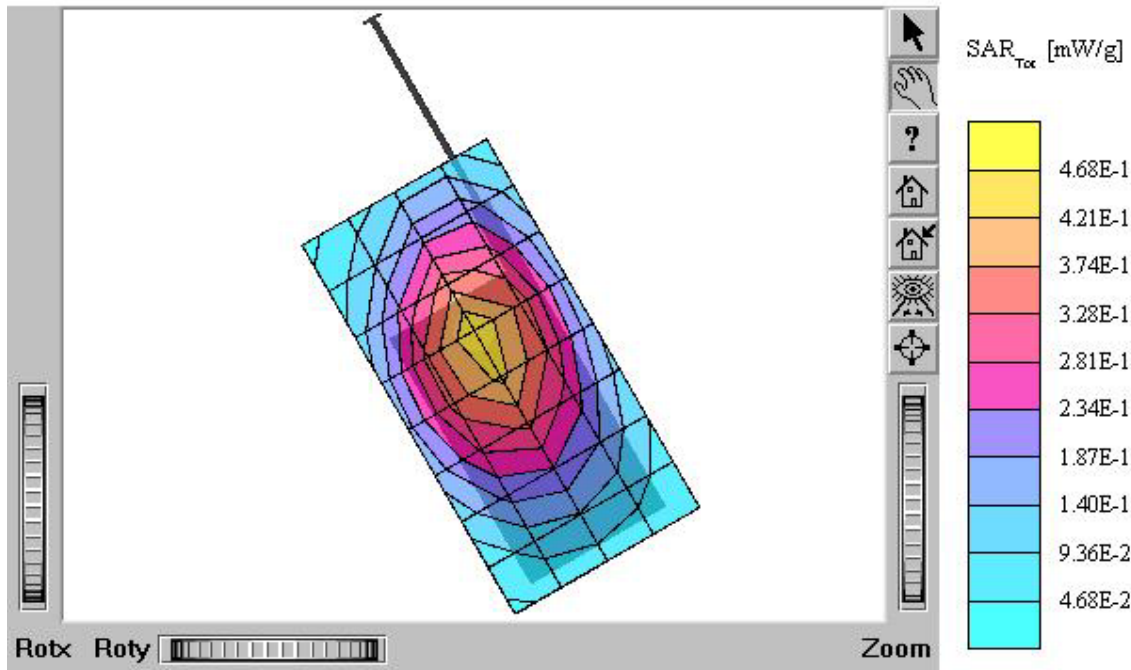 SARTot [mW/g]
?
4.68E-1
4.21E-1
3.74E-1
3.28E-1
2.81E-1
2.34E-1
1.87E-1
1.40E-1
9.36E-2
4.68E-2
Rotx Roty Zoom